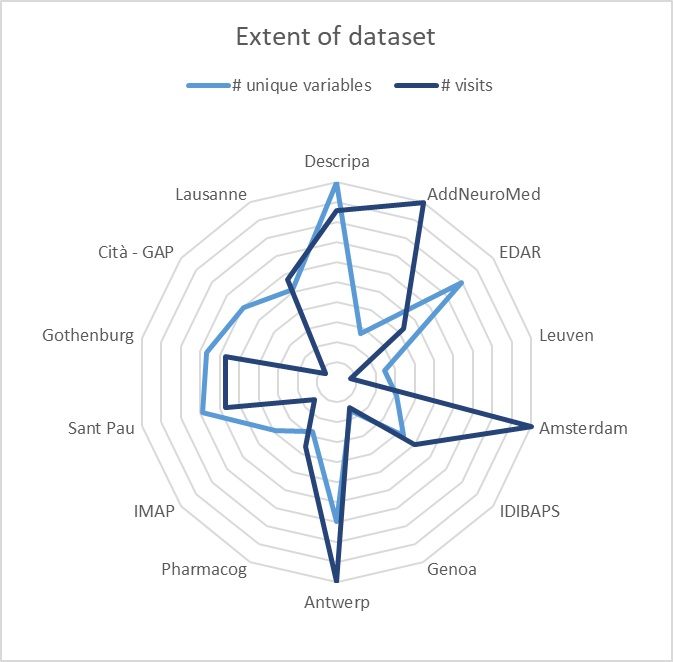 Extent of dataset
# unique variables
# visits
Descripa
Lausanne
AddNeuroMed
Cità - GAP
EDAR
Gothenburg
Leuven
Sant Pau
Amsterdam
IMAP
IDIBAPS
Pharmacog
Genoa
Antwerp